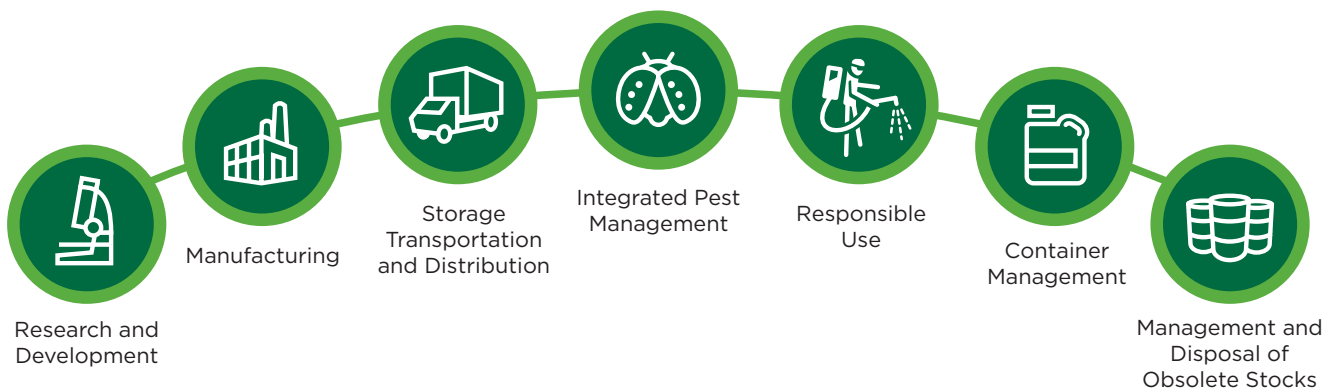 Research and
Development
Manufacturing
Storage
Transportation
and Distribution
Integrated Pest
Management
Responsible
Use
Container
Management
Management and
Disposal of
Obsolete Stocks